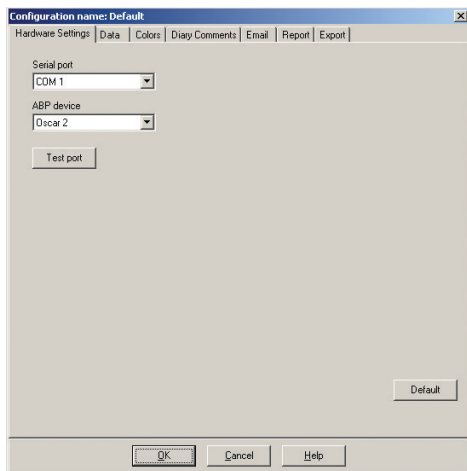 Configuration name: Default
Hardware Settings Data Colors Diary Comments Email Report Export
Serial port
COM 1
ABP device
Oscar 2
Test port
Default
OK Cancel Help